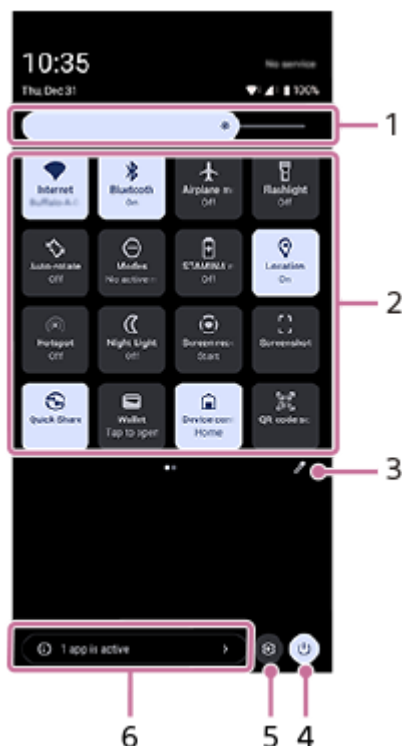 10:35
No service
Thu, Dec 31
100%
1
Internet
Buffalo-A-
On
Bluetooth
On
Airplane m
Off
Flashlight
Off
Auto-rotate
Off
Modes
No active m
STAMINA
Off
Location
On
2
Hotspot
Off
Night Light
Off
Screen rec
Start
Screenshot
Quick Share
Wallet
Tap to open
Device con
Home
QR code sc
3
1 app is active
6
5
4